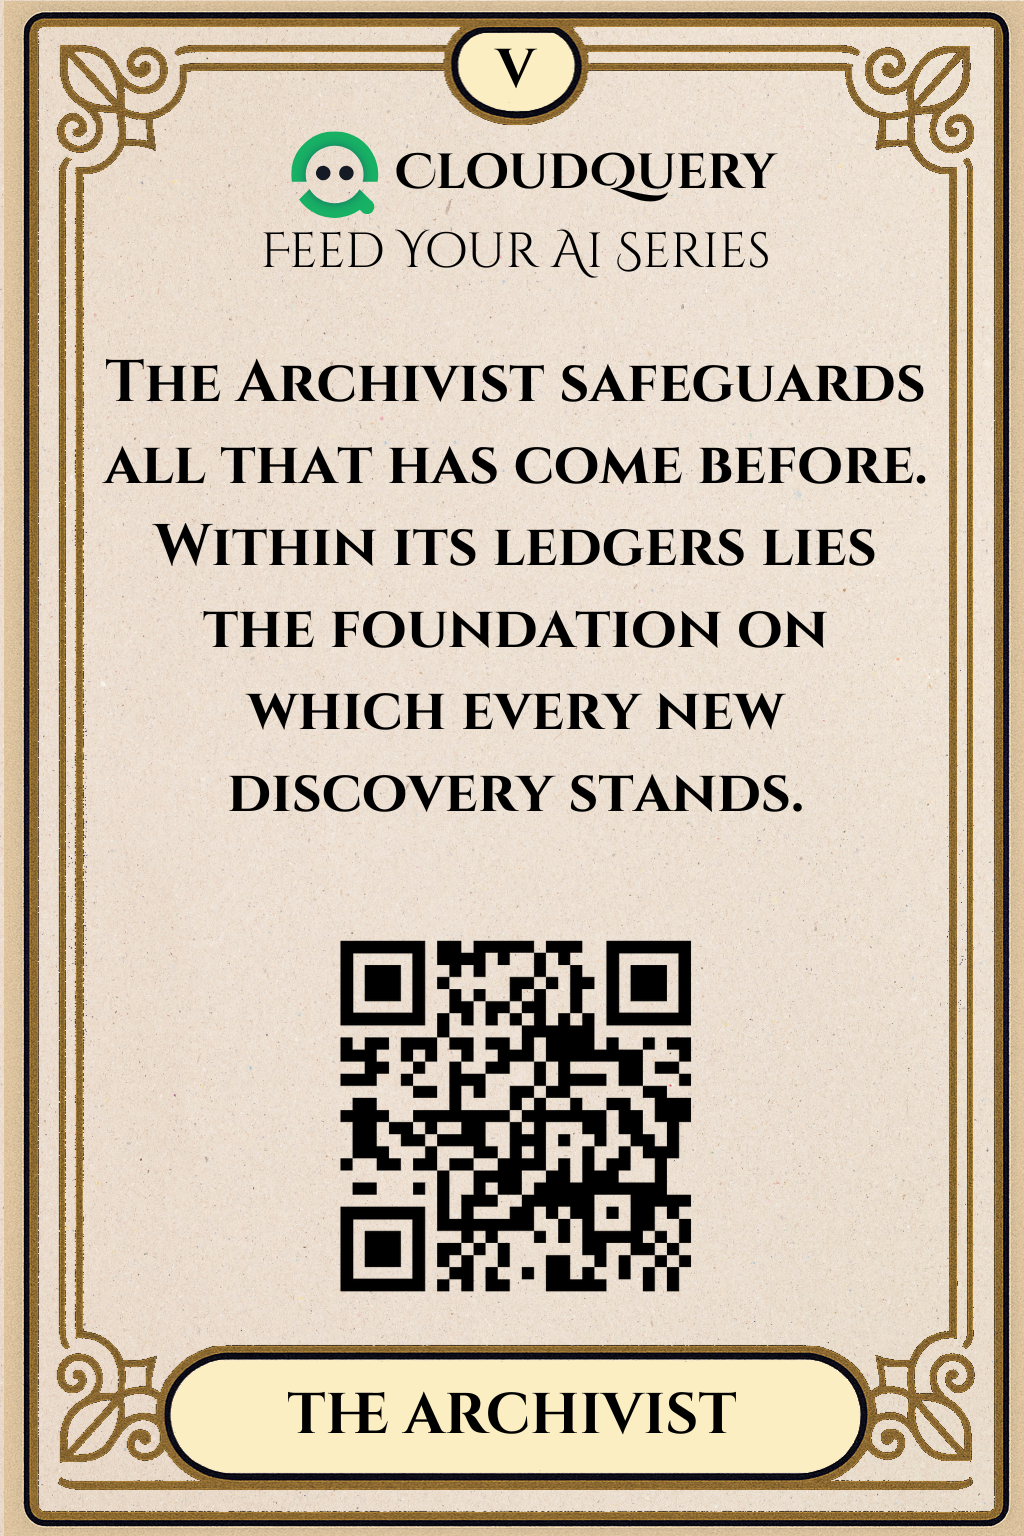 V
CloudQuery
Feed Your AI Series
The Archivist safeguards
all that has come before.
Within its ledgers lies
the foundation on
which every new
discovery stands.
THE ARCHIVIST